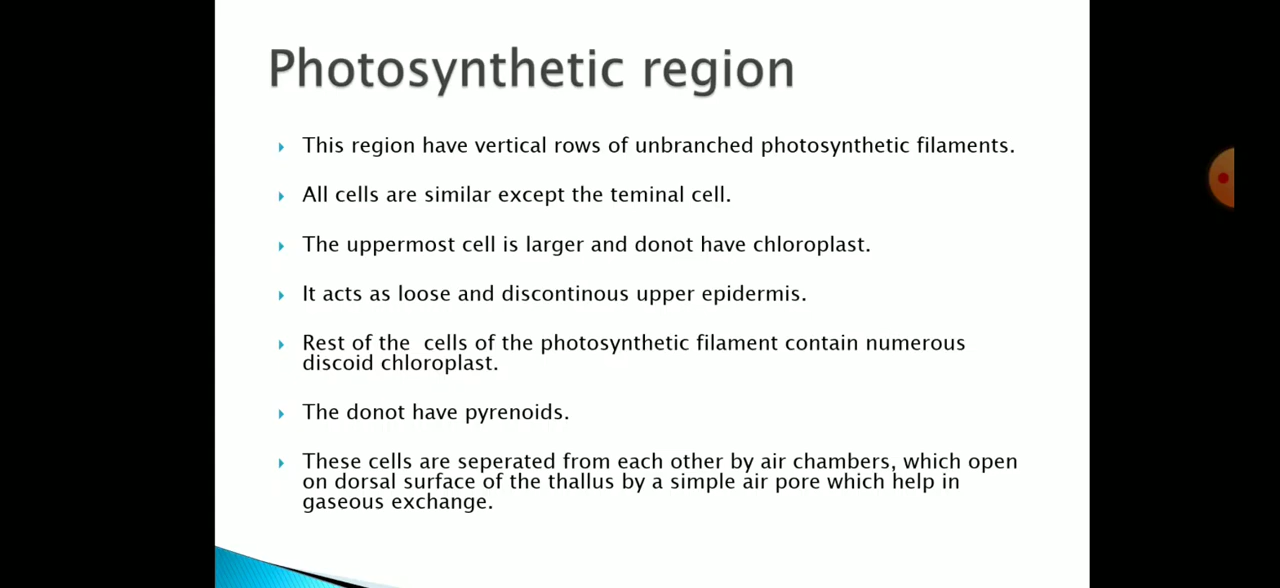 Photosynthetic region
This region have vertical rows of unbranched photosynthetic filaments.
All cells are similar except the teminal cell.
The uppermost cell is larger and donot have chloroplast.
It acts as loose and discontinous upper epidermis.
Rest of the cells of the photosynthetic filament contain numerous
discoid chloroplast.
The donot have pyrenoids.
These cells are seperated from each other by air chambers, which open
on dorsal surface of the thallus by a simple air pore which help in
gaseous exchange.